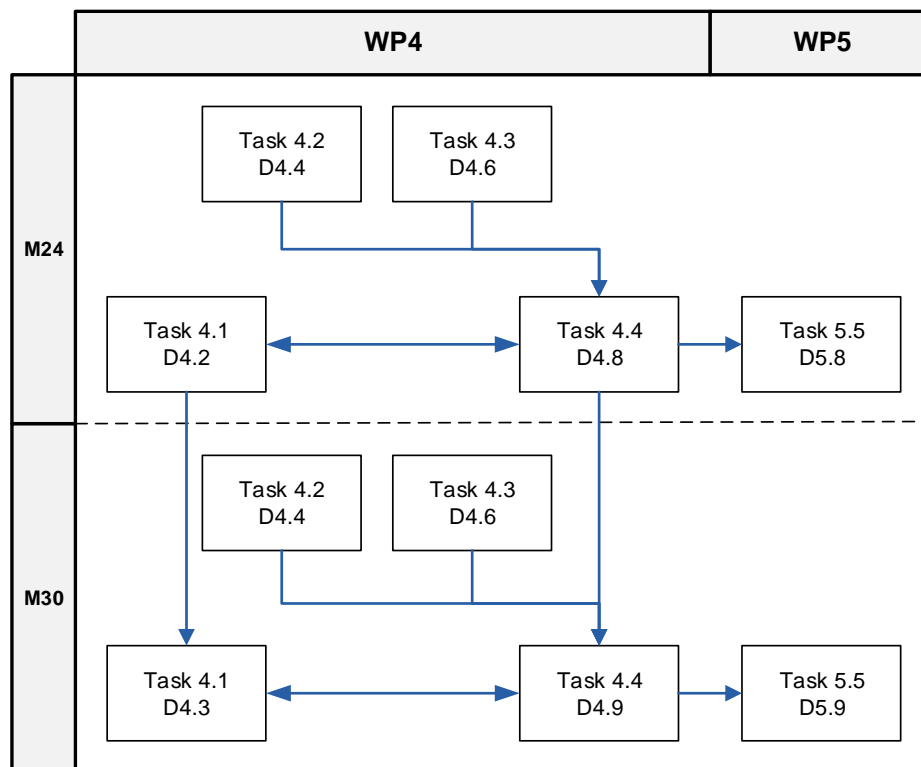 WP4
WP5
M24
Task 4.2
D4.4
Task 4.3
D4.6
Task 4.1
D4.2
Task 4.4
D4.8
Task 5.5
D5.8
M30
Task 4.2
D4.4
Task 4.3
D4.6
Task 4.1
D4.3
Task 4.4
D4.9
Task 5.5
D5.9